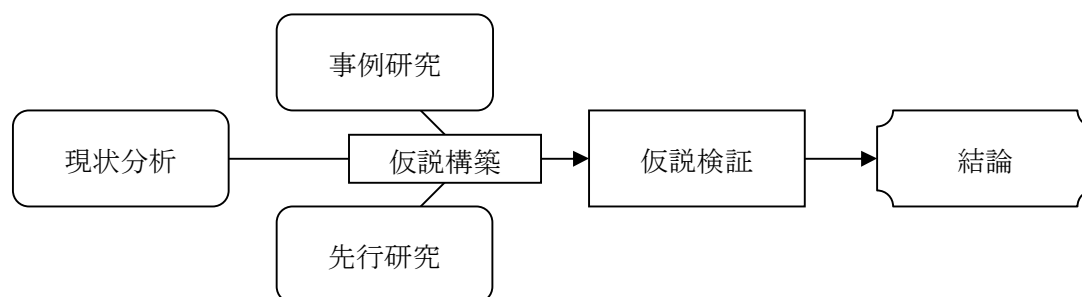 事例研究
現状分析
仮説構築
仮説検証
結論
先行研究